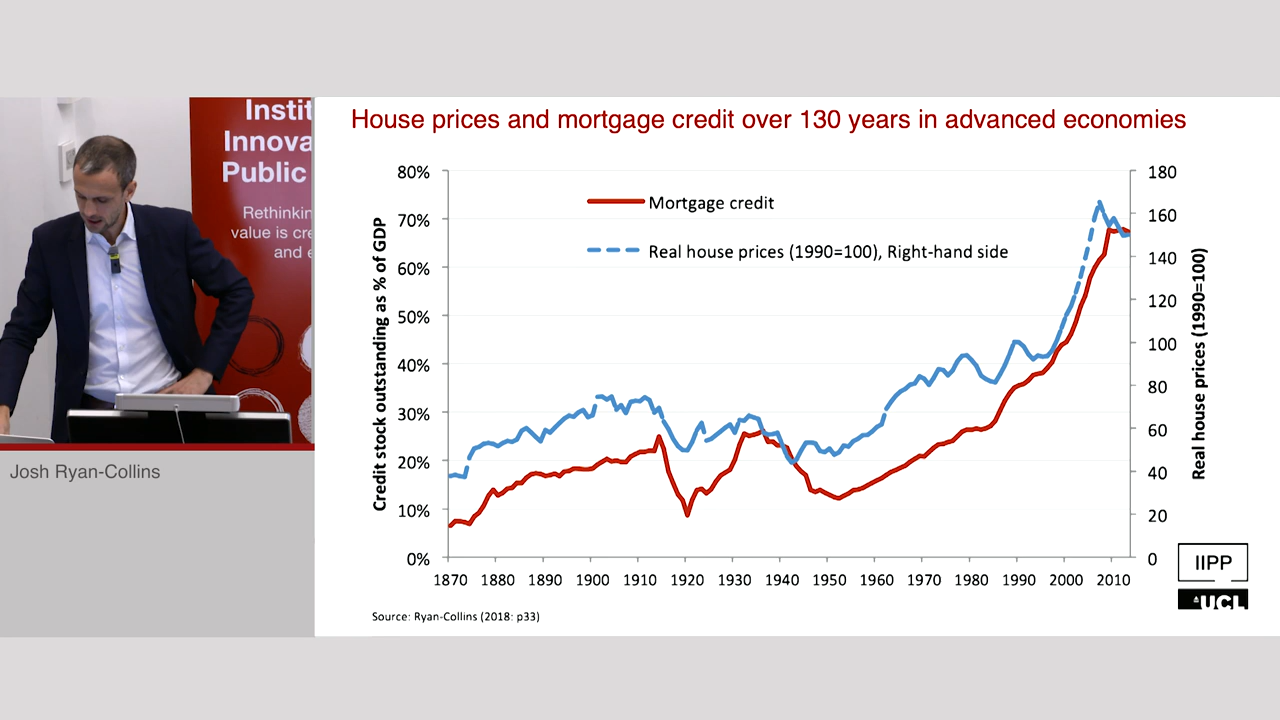 Instit
Innova
Public
Rethinkin
value is cre
and e
Josh Ryan-Collins
House prices and mortgage credit over 130 years in advanced economies
Mortgage credit
Real house prices (1990=100), Right-hand side
Credit stock outstanding as % of GDP
80%
70%
60%
50%
40%
30%
20%
10%
0%
180
160
140
120
100
80
60
40
20
0
Real house prices (1990=100)
1870 1880 1890 1900 1910 1920 1930 1940 1950 1960 1970 1980 1990 2000 2010
Source: Ryan-Collins (2018: p33)
IIPP
UCL